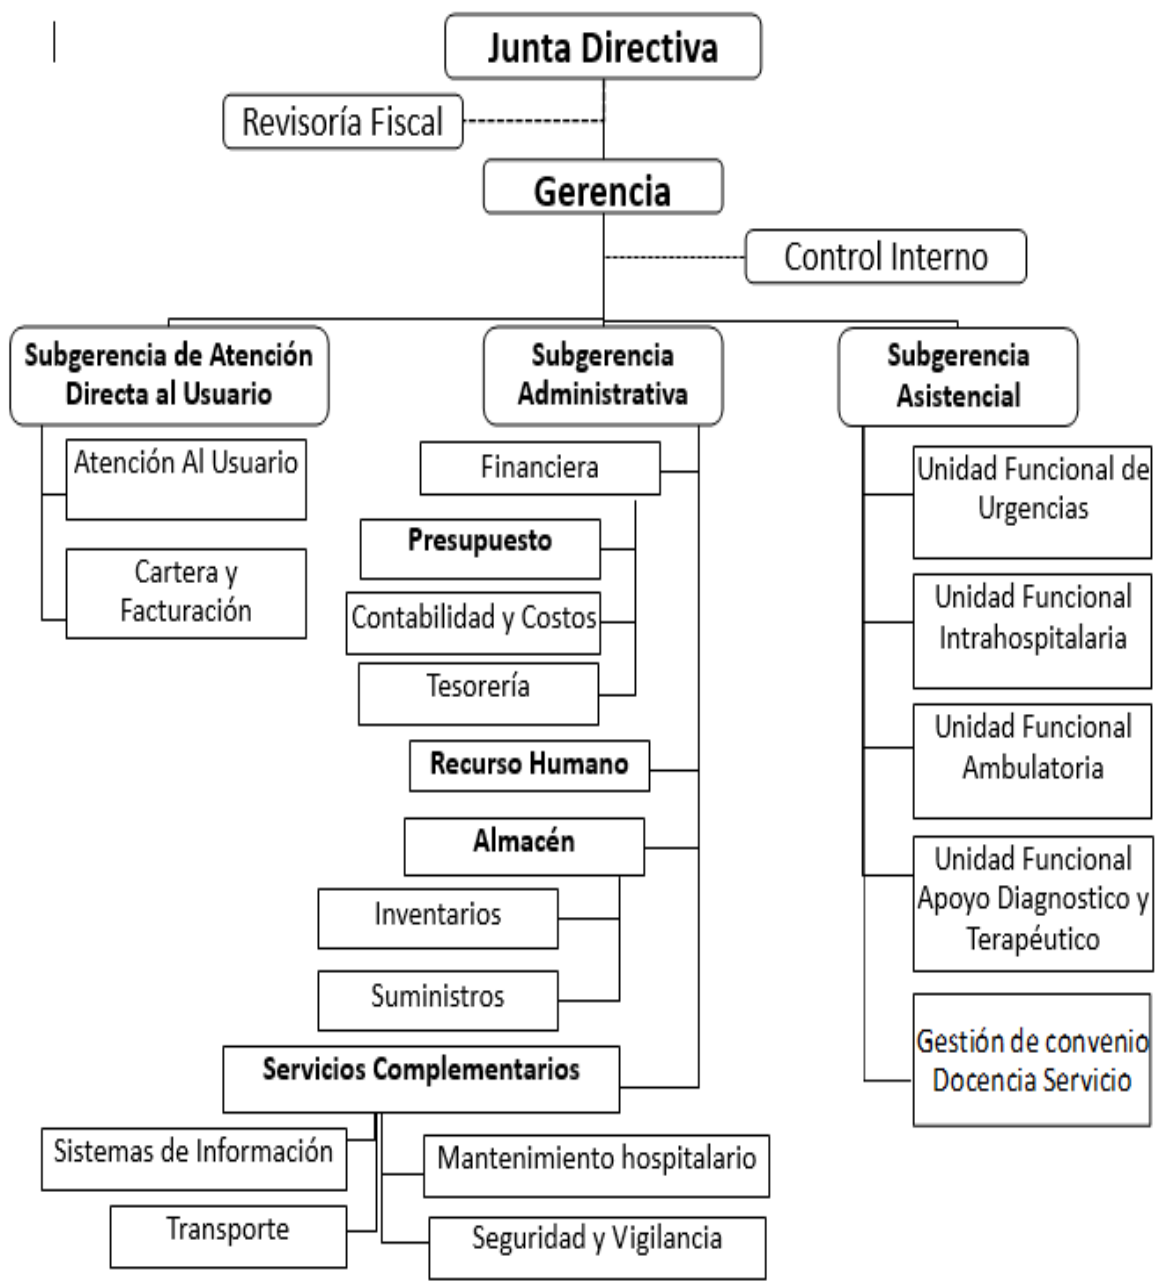 Junta Directiva
Revisoría Fiscal
Gerencia
Control Interno
Subgerencia de Atención
Directa al Usuario
Atención Al Usuario
Cartera y
Facturación
Subgerencia
Administrativa
Financiera
Presupuesto
Contabilidad y Costos
Tesorería
Recurso Humano
Almacén
Inventarios
Suministros
Servicios Complementarios
Sistemas de Información
Transporte
Mantenimiento hospitalario
Seguridad y Vigilancia
Subgerencia
Asistencial
Unidad Funcional de
Urgencias
Unidad Funcional
Intrahospitalaria
Unidad Funcional
Ambulatoria
Unidad Funcional
Apoyo Diagnostico y
Terapéutico
Gestión de convenio
Docencia Servicio